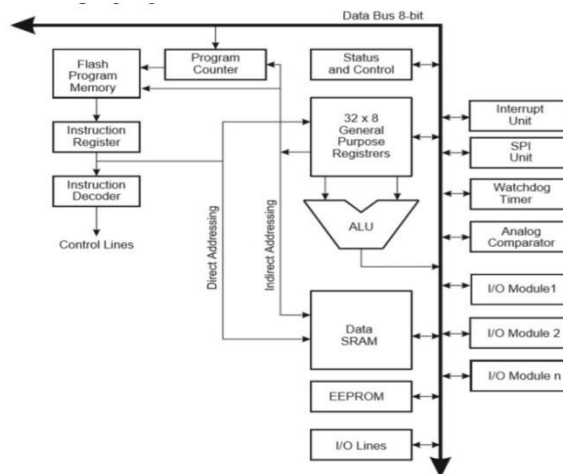 Data Bus 8-bit
Flash
Program
Memory
Program
Counter
Status
and Control
Instruction
Register
32 x 8
General
Purpose
Registrers
Interrupt
Unit
SPI
Unit
Instruction
Decoder
Watchdog
Timer
Control Lines
Direct Addressing
Indirect Addressing
ALU
Analog
Comparator
I/O Module1
Data
SRAM
I/O Module 2
I/O Module n
EEPROM
I/O Lines